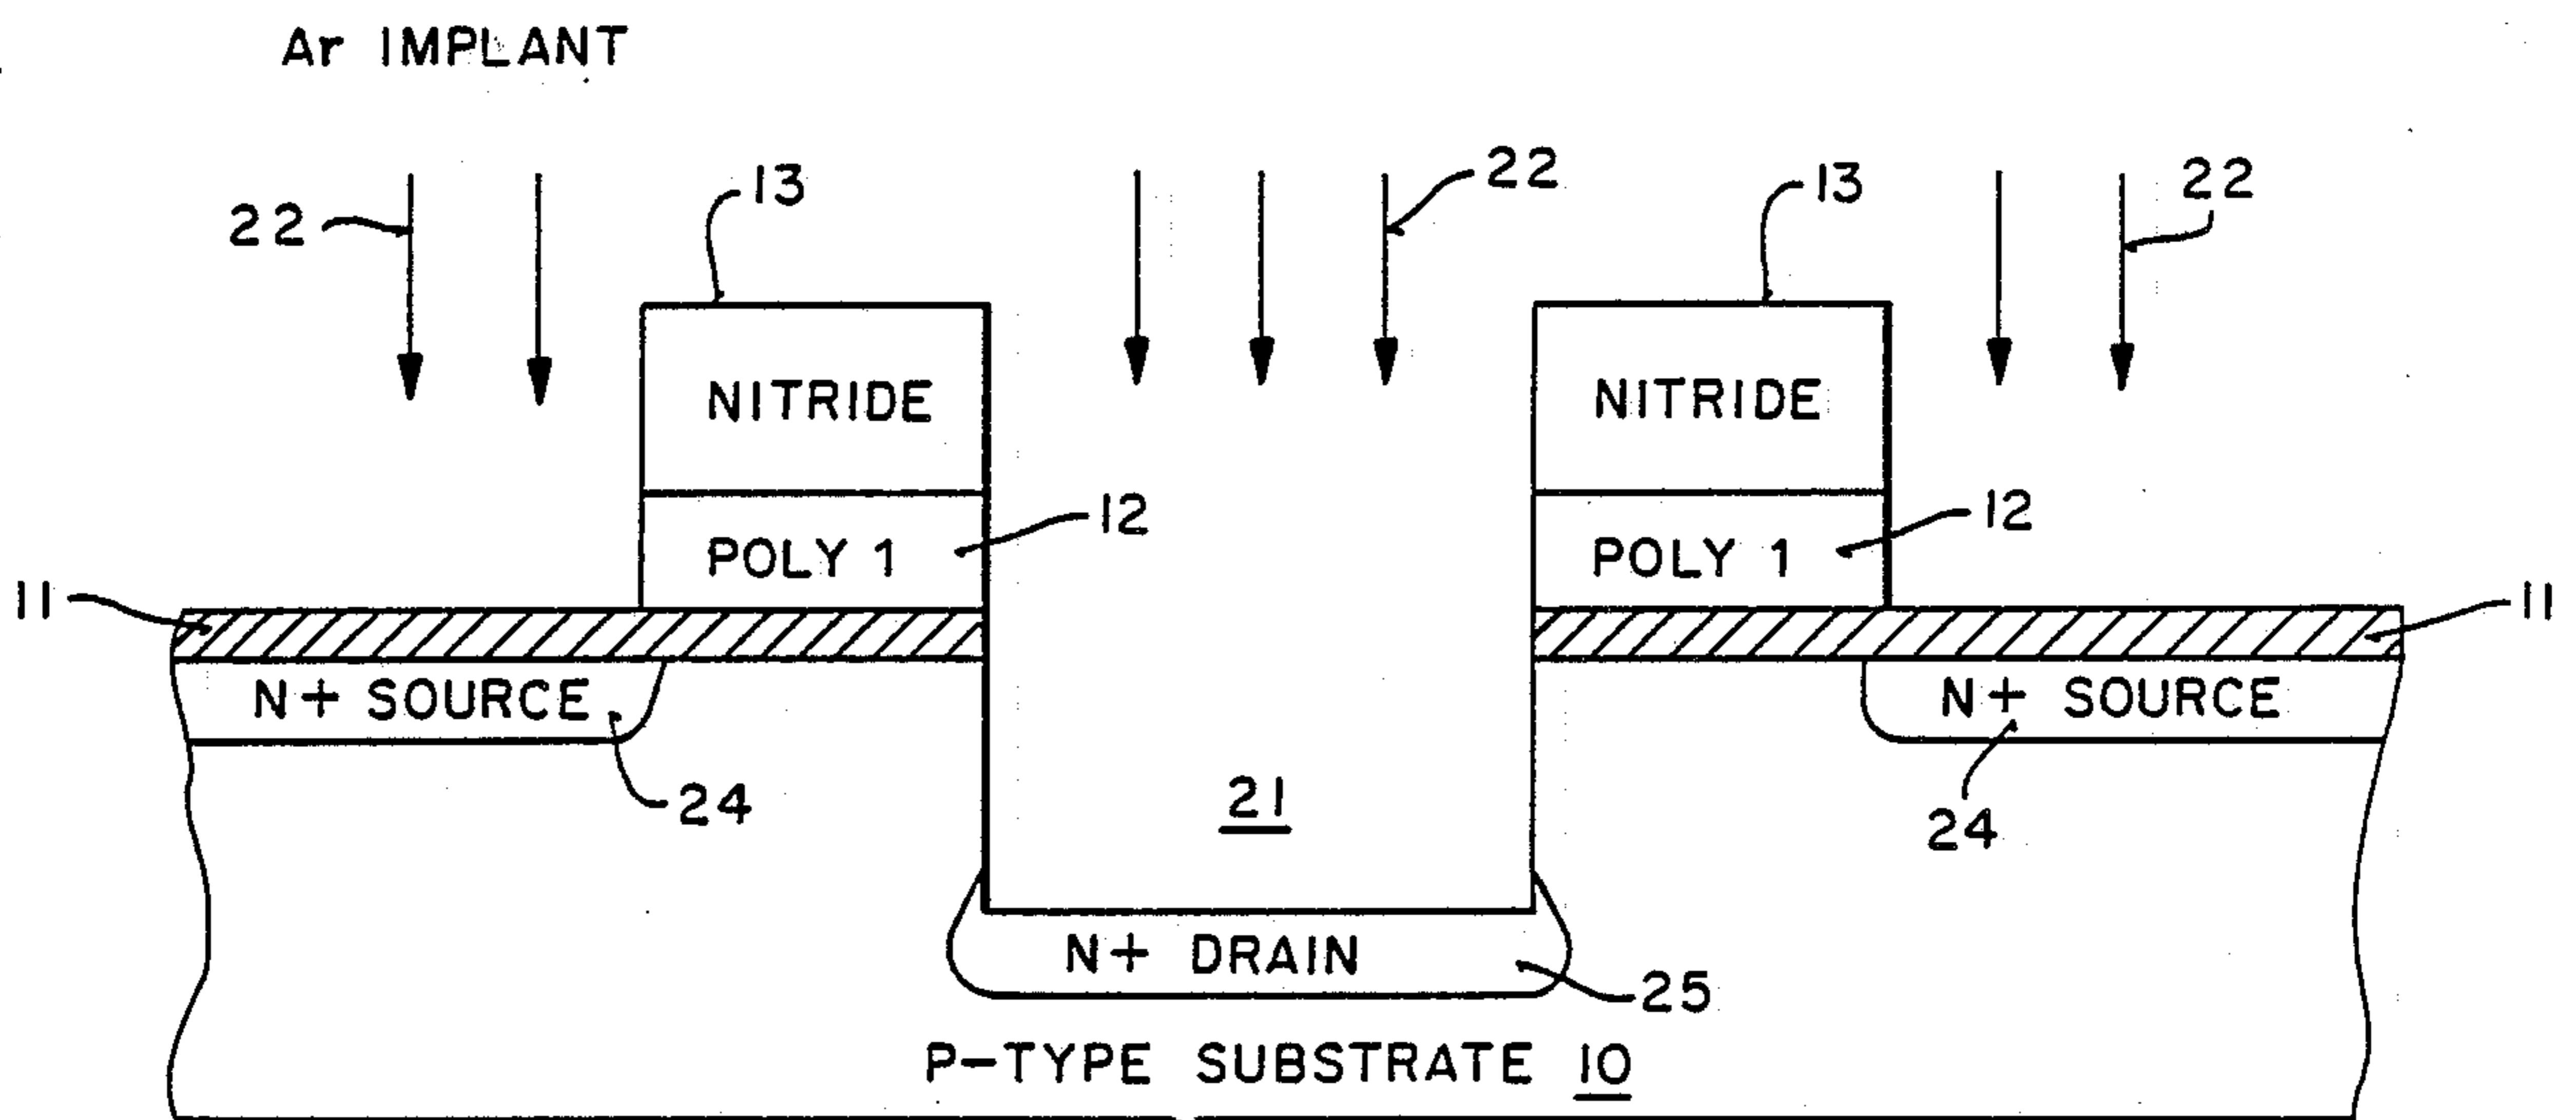 Ar IMPLANT
22
13
22
13
22
NITRIDE
NITRIDE
POLY 1
12
POLY 1
12
11
11
N+ SOURCE
N+ SOURCE
24
21
24
N+ DRAIN
25
P-TYPE SUBSTRATE 10